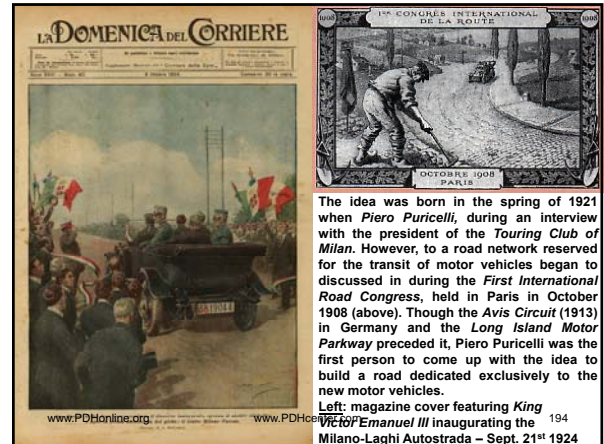 LA DOMENICA DEL CORRIERE
1908
1ER CONGRÈS INTERNATIONAL
DE LA ROUTE
1908
OCTOBRE 1908
PARIS
The idea was born in the spring of 1921
when Piero Puricelli, during an interview
with the president of the Touring Club of
Milan. However, to a road network reserved
for the transit of motor vehicles began to
discussed in during the First International
Road Congress, held in Paris in October
1908 (above). Though the Avis Circuit (1913)
in Germany and the Long Island Motor
Parkway preceded it, Piero Puricelli was the
first person to come up with the idea to
build a road dedicated exclusively to the
new motor vehicles.
Left: magazine cover featuring King
Victor Emanuel III inaugurating the
Milano-Laghi Autostrada – Sept. 21st 1924
www.PDHonline.org
www.PDHcenter.com
194